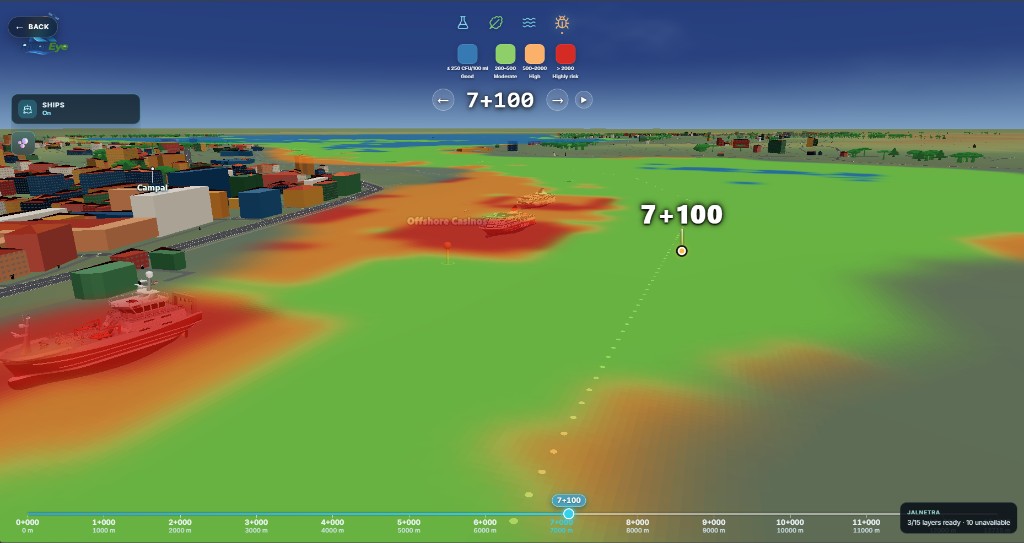 ← BACK
Eye
≤ 250 CFU/100 ml
260–500
500–2000
> 2000
Good
Moderate
High
Highly risk
7+100
SHIPS
On
Campal
7+100
Offshore Casinos
7+100
0+000
1+000
2+000
3+000
4+000
5+000
6+000
8+000
9+000
10+000
11+000
0 m
1000 m
2000 m
3000 m
4000 m
5000 m
6000 m
8000 m
9000 m
10000 m
11000 m
JALNETRA
3/15 layers ready · 10 unavailable